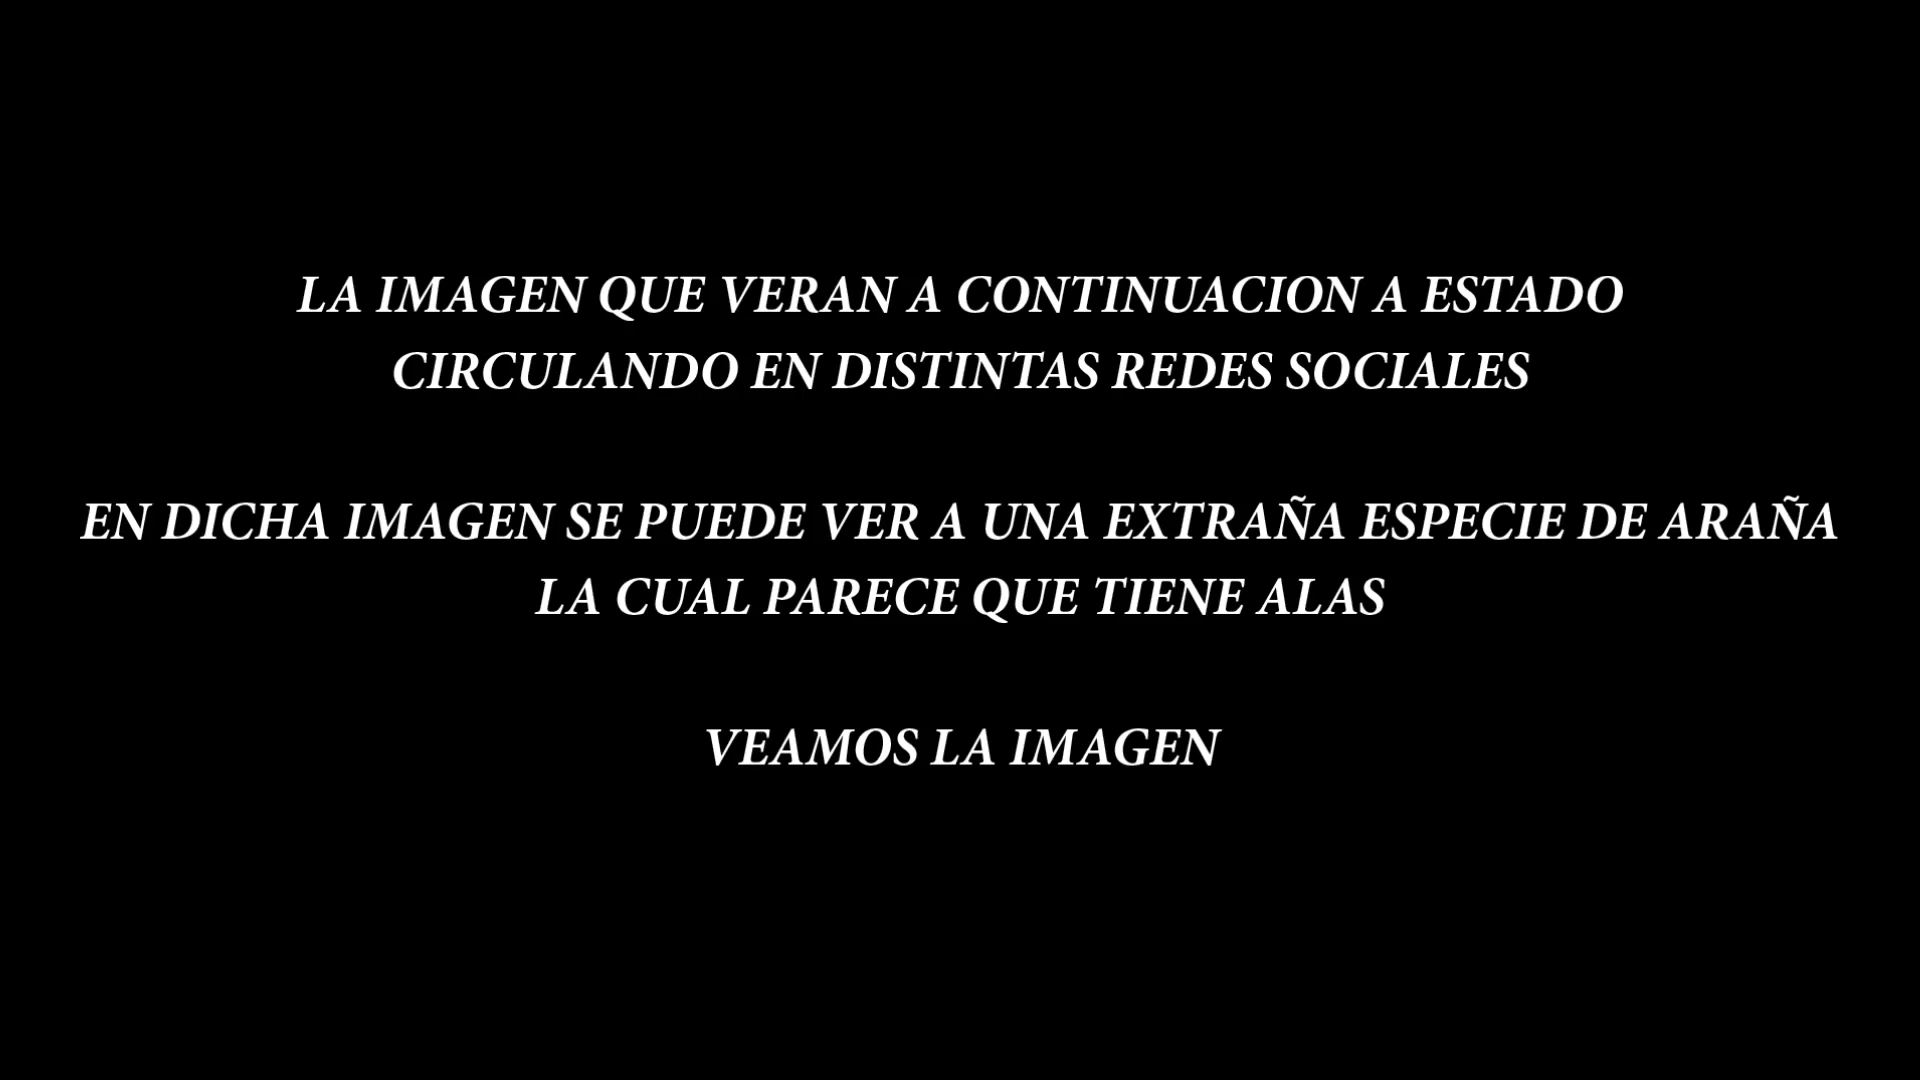 LA IMAGEN QUE VERAN A CONTINUACION A ESTADO
CIRCULANDO EN DISTINTAS REDES SOCIALES
EN DICHA IMAGEN SE PUEDE VER A UNA EXTRAÑA ESPECIE DE ARAÑA
LA CUAL PARECE QUE TIENE ALAS
VEAMOS LA IMAGEN